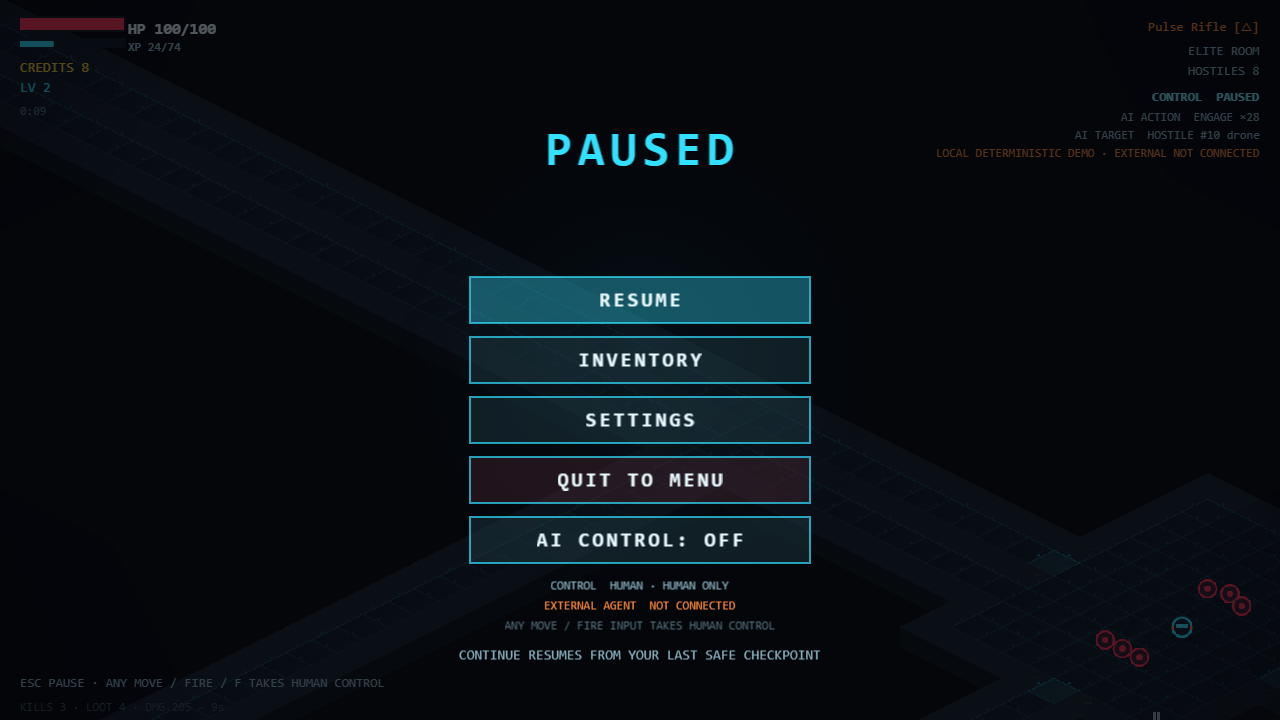 HP 100/100
XP 24/74
CREDITS 8
LV 2
0:09
Pulse Rifle [△]
ELITE ROOM
HOSTILES 8
CONTROL PAUSED
AI ACTION ENGAGE ×28
AI TARGET HOSTILE #10 drone
LOCAL DETERMINISTIC DEMO · EXTERNAL NOT CONNECTED
PAUSED
RESUME
INVENTORY
SETTINGS
QUIT TO MENU
AI CONTROL: OFF
CONTROL HUMAN · HUMAN ONLY
EXTERNAL AGENT NOT CONNECTED
ANY MOVE / FIRE INPUT TAKES HUMAN CONTROL
CONTINUE RESUMES FROM YOUR LAST SAFE CHECKPOINT
ESC PAUSE · ANY MOVE / FIRE / F TAKES HUMAN CONTROL
KILLS 3 · LOOT 4 · DMG 205 · 9s